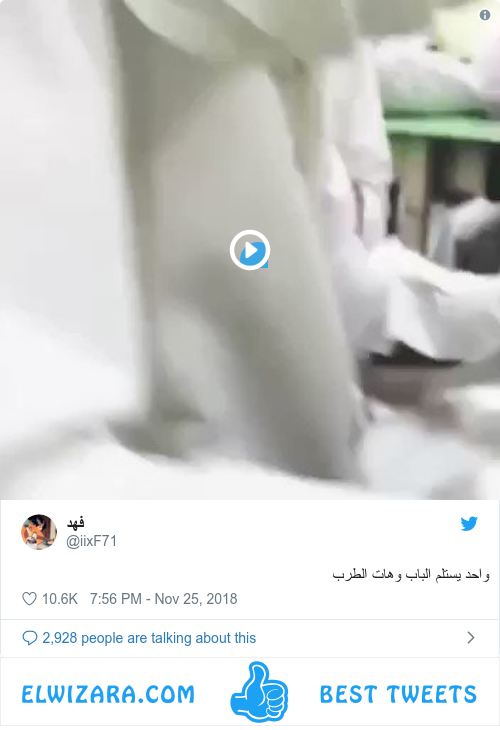 فهد
@iixF71
واحد يستلم الباب وهات الطرب
10.6K 7:56 PM - Nov 25, 2018
2,928 people are talking about this
ELWIZARA.COM BEST TWEETS